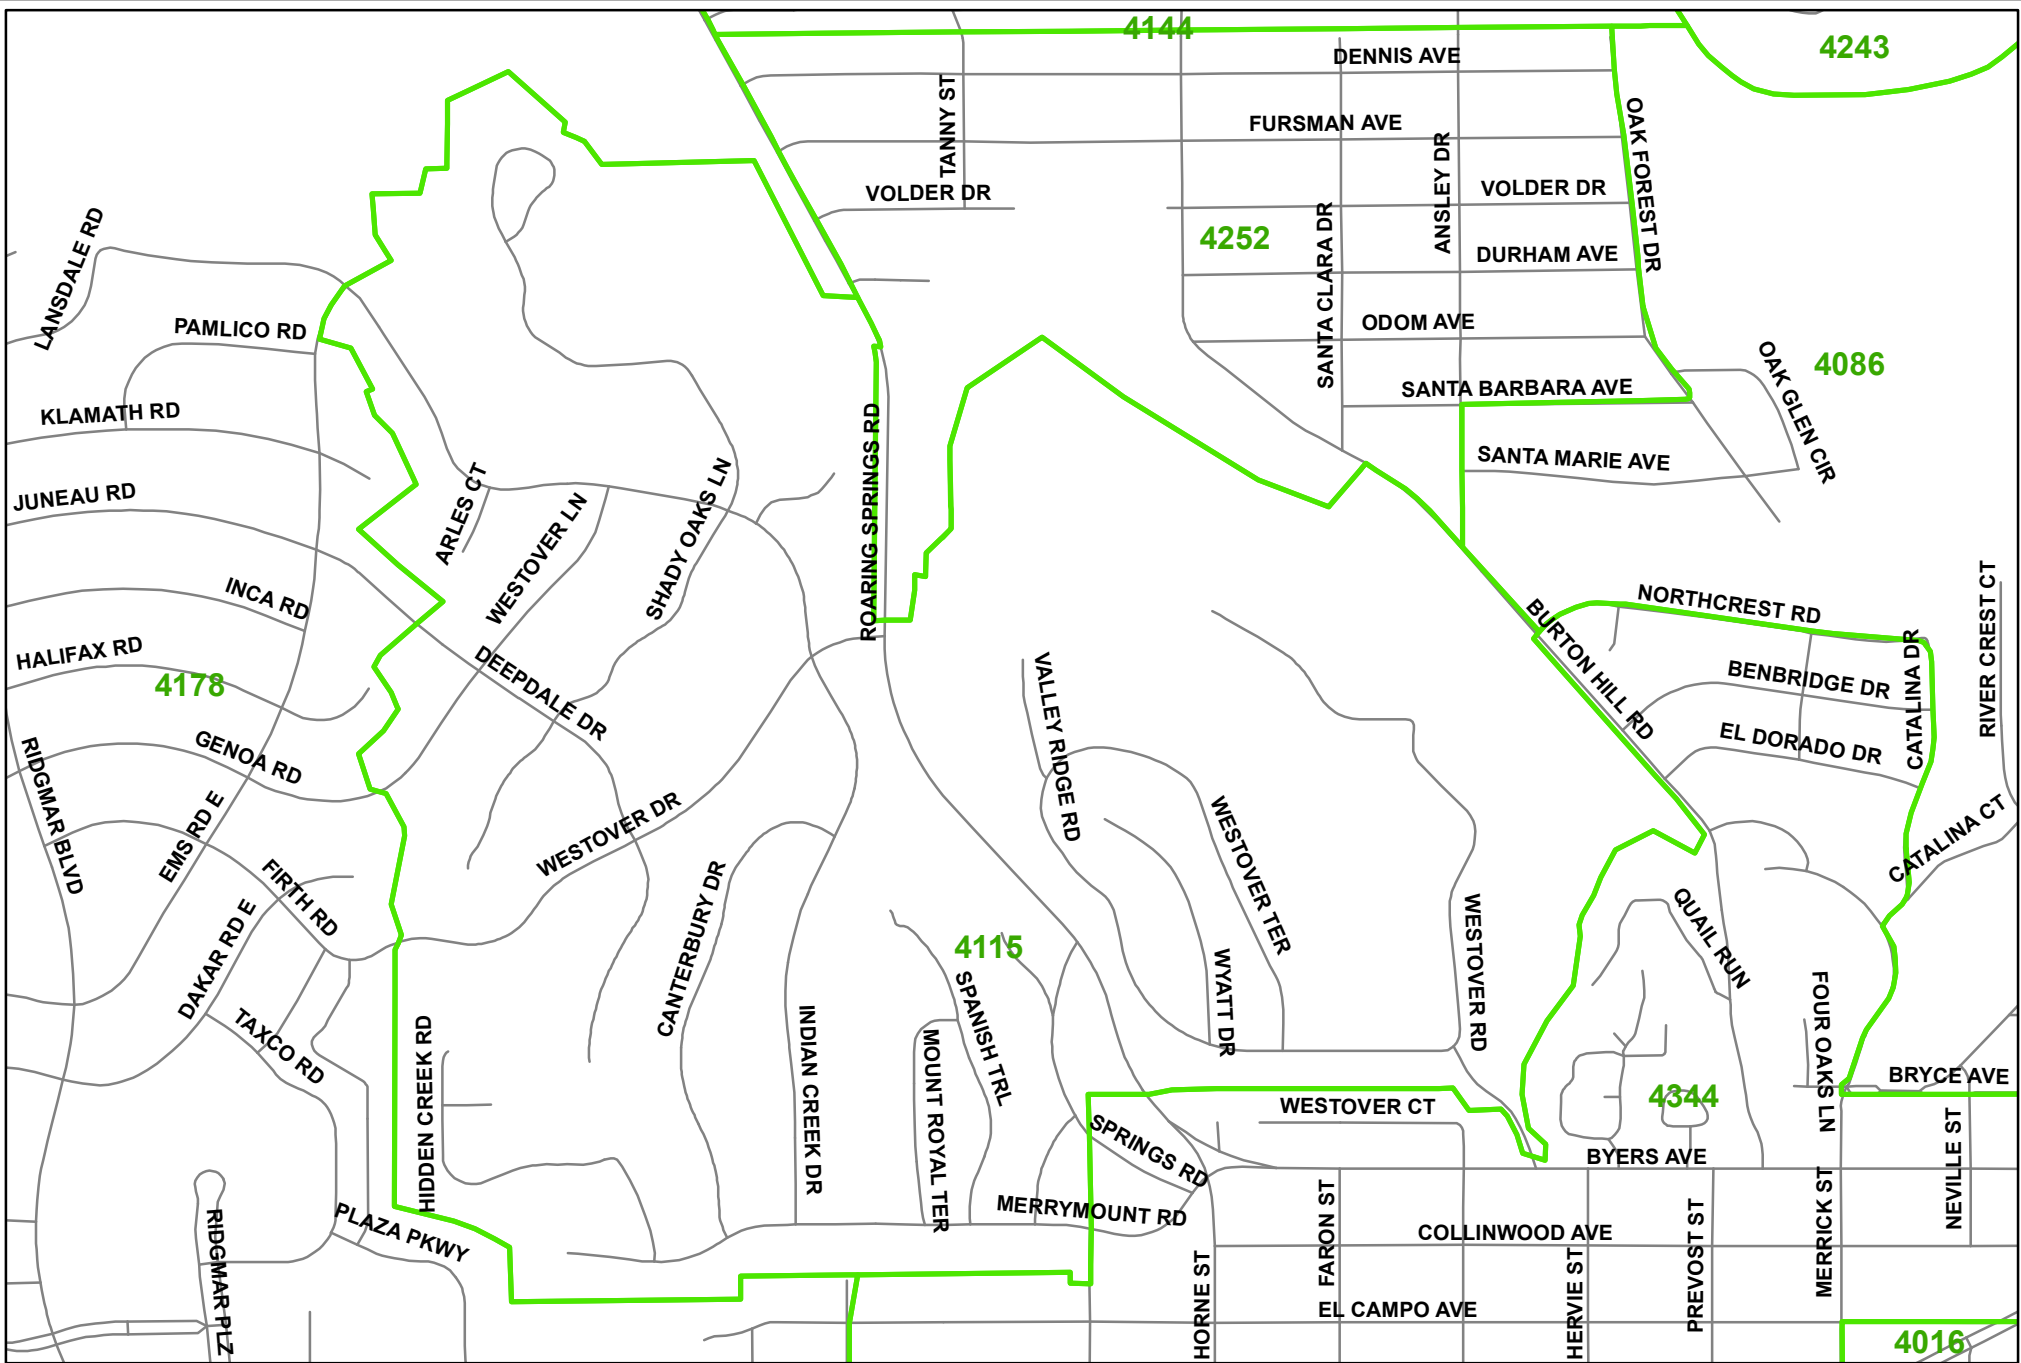 4144
4243
DENNIS AVE
TANNY ST
FURSMAN AVE
OAK FOREST DR
ANSLEY DR
VOLDER DR
VOLDER DR
LANSDALE RD
SANTA CLARA DR
4252
DURHAM AVE
PAMLICO RD
ODOM AVE
OAK GLEN CIR
4086
KLAMATH RD
SANTA BARBARA AVE
ROARING SPRINGS RD
SANTA MARIE AVE
JUNEAU RD
ARLES CT
WESTOVER LN
SHADY OAKS LN
INCA RD
NORTHCREST RD
RIVER CREST CT
BURTON HILL RD
HALIFAX RD
4178
DEEPDALE DR
VALLEY RIDGE RD
BENBRIDGE DR
CATALINA DR
GENOA RD
EL DORADO DR
RIDGMAR BLVD
EMS RD E
WESTOVER DR
WESTOVER TER
CATALINA CT
FIRTH RD
CANTERBURY DR
4115
WESTOVER RD
QUAIL RUN
DAKAR RD E
WYATT DR
SPANISH TRL
FOUR OAKS LN
TAXCO RD
HIDDEN CREEK RD
INDIAN CREEK DR
MOUNT ROYAL TER
BRYCE AVE
4344
WESTOVER CT
SPRINGS RD
BYERS AVE
NEVILLE ST
MERRYMOUNT RD
PLAZA PKWY
FARON ST
COLLINWOOD AVE
PREVOST ST
MERRICK ST
RIDGMAR PLZ
HORNE ST
EL CAMPO AVE
HERVIE ST
4016